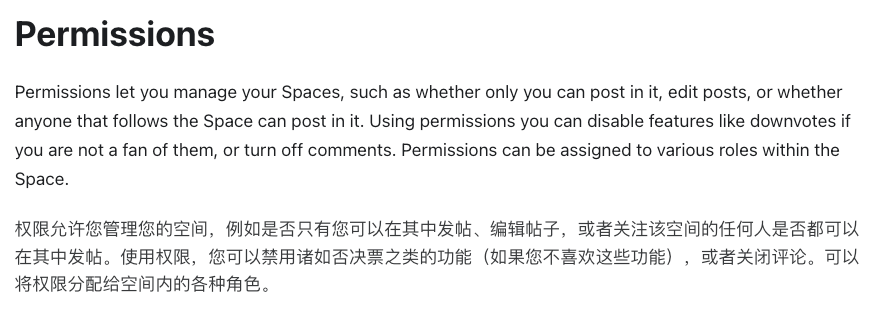 Permissions
Permissions let you manage your Spaces, such as whether only you can post in it, edit posts, or whether
anyone that follows the Space can post in it. Using permissions you can disable features like downvotes if
you are not a fan of them, or turn off comments. Permissions can be assigned to various roles within the
Space.
权限允许您管理您的空间，例如是否只有您可以在其中发帖、编辑帖子，或者关注该空间的任何人是否都可以
在其中发帖。使用权限，您可以禁用诸如否决票之类的功能（如果您不喜欢这些功能），或者关闭评论。可以
将权限分配给空间内的各种角色。